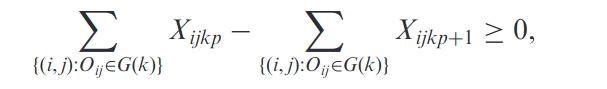 ∑_{{(i,j):O_{ij}∈G(k)}} X_{ijkp} − ∑_{{(i,j):O_{ij}∈G(k)}} X_{ijkp+1} ≥ 0,